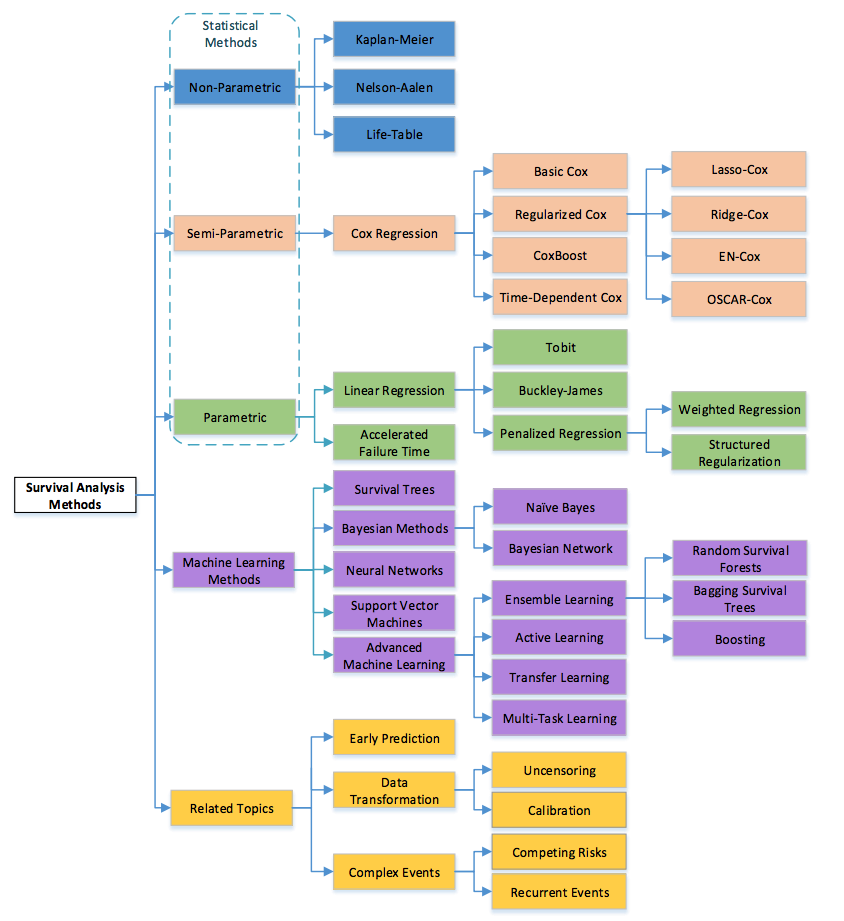 Statistical
Methods
Non-Parametric
Kaplan-Meier
Nelson-Aalen
Life-Table
Semi-Parametric
Cox Regression
Basic Cox
Regularized Cox
CoxBoost
Time-Dependent Cox
Lasso-Cox
Ridge-Cox
EN-Cox
OSCAR-Cox
Parametric
Linear Regression
Accelerated
Failure Time
Tobit
Buckley-James
Penalized Regression
Weighted Regression
Structured
Regularization
Survival Analysis
Methods
Machine Learning
Methods
Survival Trees
Bayesian Methods
Neural Networks
Support Vector
Machines
Advanced
Machine Learning
Naïve Bayes
Bayesian Network
Ensemble Learning
Active Learning
Transfer Learning
Multi-Task Learning
Random Survival
Forests
Bagging Survival
Trees
Boosting
Related Topics
Early Prediction
Data
Transformation
Complex Events
Uncensoring
Calibration
Competing Risks
Recurrent Events